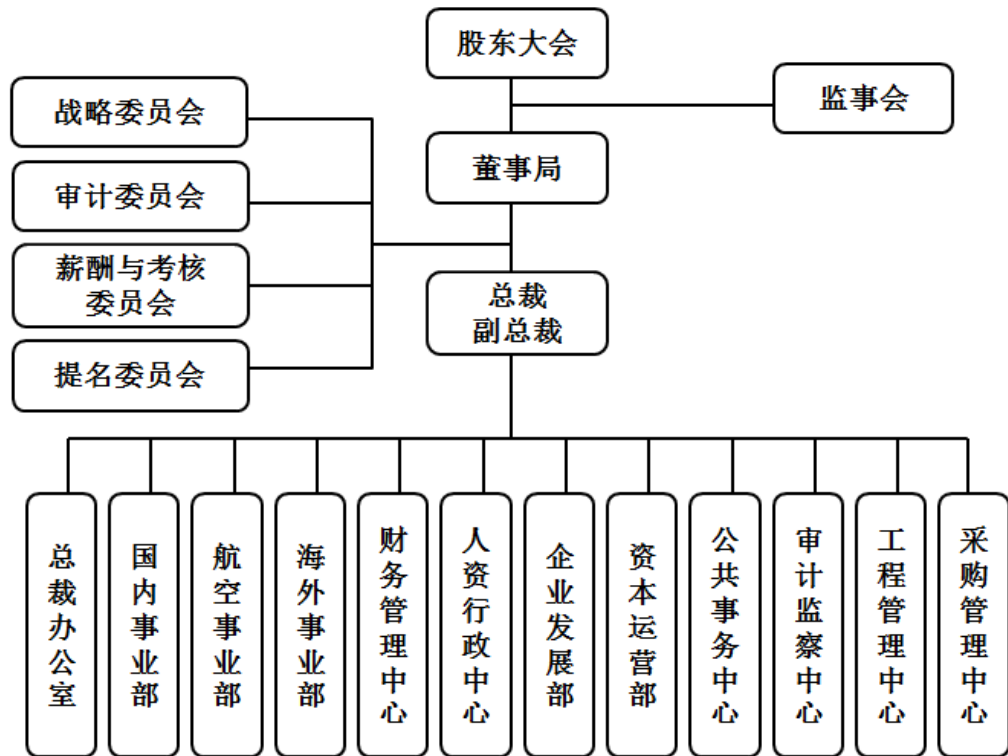 股东大会
监事会
战略委员会
董事局
审计委员会
薪酬与考核
委员会
总裁
副总裁
提名委员会
总裁办公室
国内事业部
航空事业部
海外事业部
财务管理中心
人资行政中心
企业发展部
资本运营部
公共事务中心
审计监察中心
工程管理中心
采购管理中心